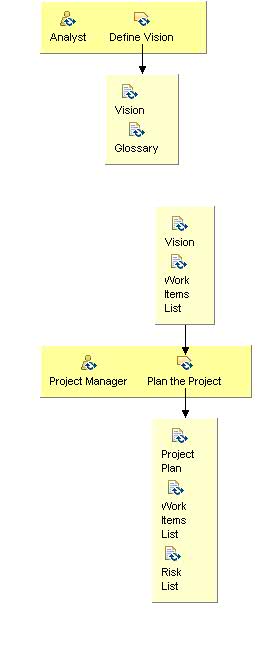 Analyst Define Vision
Vision
Glossary
Vision
Work
Items
List
Project Manager Plan the Project
Project
Plan
Work
Items
List
Risk
List